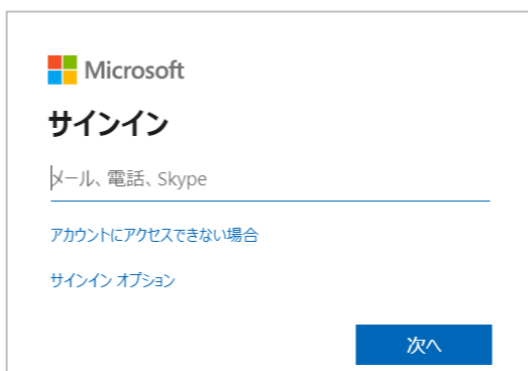 Microsoft
サインイン
メール、電話、Skype
アカウントにアクセスできない場合
サインイン オプション
次へ